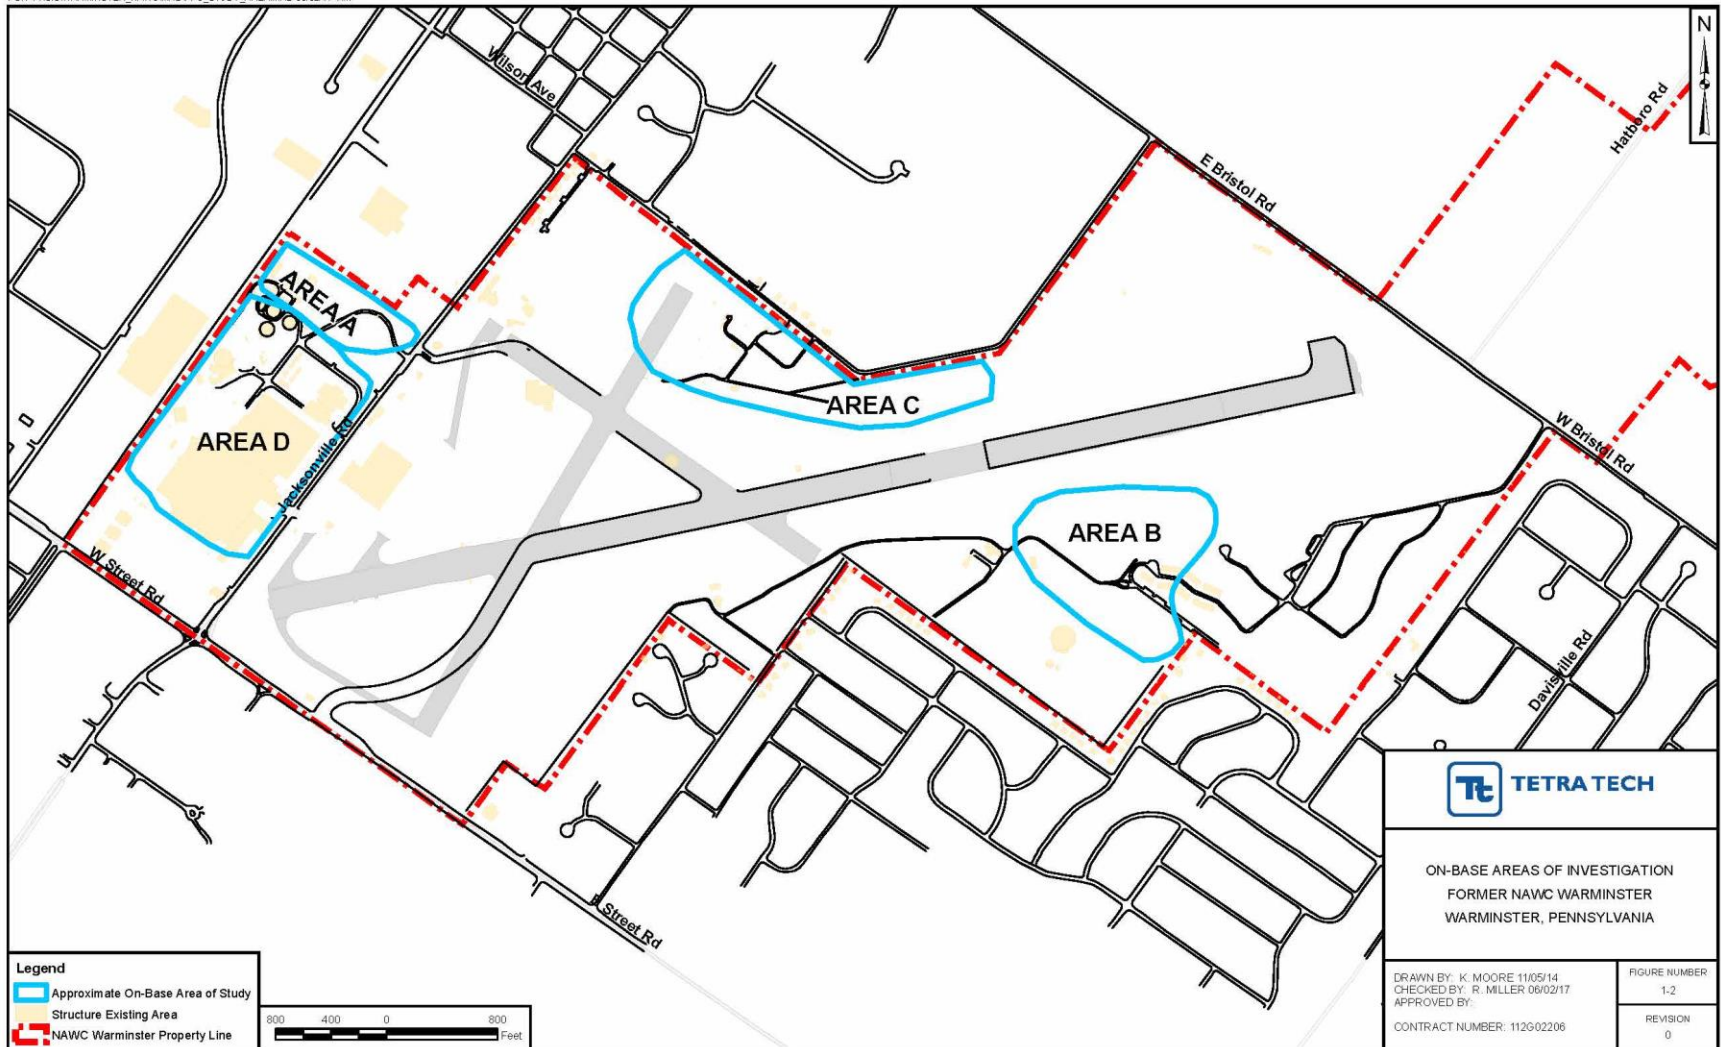 N
Wilson Ave
Hatboro Rd
E Bristol Rd
AREA A
AREA C
AREA D
Jacksonville Rd
W Bristol Rd
AREA B
W Street Rd
Davisville Rd
Street Rd
Tt TETRA TECH
ON-BASE AREAS OF INVESTIGATION
FORMER NAWC WARMINSTER
WARMINSTER, PENNSYLVANIA
DRAWN BY: K. MOORE 11/05/14
CHECKED BY: R. MILLER 06/02/17
APPROVED BY:
CONTRACT NUMBER: 112G02206
FIGURE NUMBER
1-2
REVISION
0
Legend
Approximate On-Base Area of Study
Structure Existing Area
NAWC Warminster Property Line
800 400 0 800
Feet